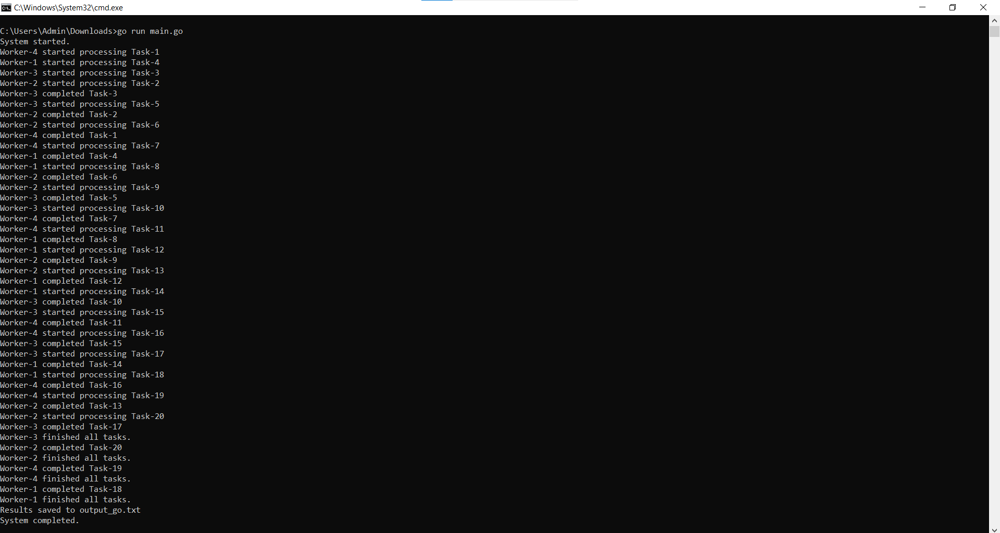 C:\Windows\System32\cmd.exe
C:\Users\Admin\Downloads>go run main.go
System started.
Worker-4 started processing Task-1
Worker-1 started processing Task-4
Worker-3 started processing Task-3
Worker-2 started processing Task-2
Worker-3 completed Task-3
Worker-3 started processing Task-5
Worker-2 completed Task-2
Worker-2 started processing Task-6
Worker-4 completed Task-1
Worker-4 started processing Task-7
Worker-1 completed Task-4
Worker-1 started processing Task-8
Worker-2 completed Task-6
Worker-2 started processing Task-9
Worker-3 completed Task-5
Worker-3 started processing Task-10
Worker-4 completed Task-7
Worker-4 started processing Task-11
Worker-1 completed Task-8
Worker-1 started processing Task-12
Worker-2 completed Task-9
Worker-2 started processing Task-13
Worker-1 completed Task-12
Worker-1 started processing Task-14
Worker-3 completed Task-10
Worker-3 started processing Task-15
Worker-4 completed Task-11
Worker-4 started processing Task-16
Worker-3 completed Task-15
Worker-3 started processing Task-17
Worker-1 completed Task-14
Worker-1 started processing Task-18
Worker-4 completed Task-16
Worker-4 started processing Task-19
Worker-2 completed Task-13
Worker-2 started processing Task-20
Worker-3 completed Task-17
Worker-3 finished all tasks.
Worker-2 completed Task-20
Worker-2 finished all tasks.
Worker-4 completed Task-19
Worker-4 finished all tasks.
Worker-1 completed Task-18
Worker-1 finished all tasks.
Results saved to output_go.txt
System completed.